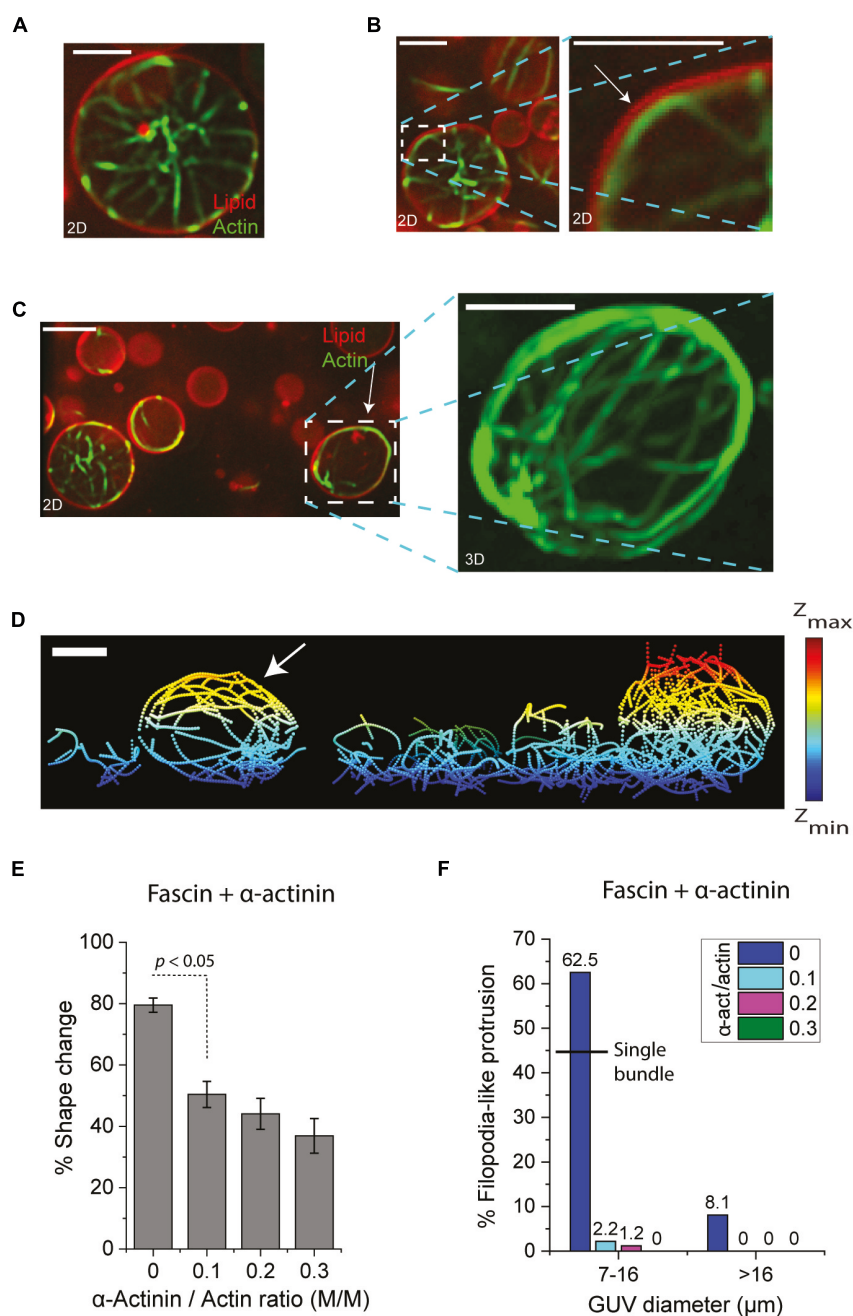 A
Lipid
Actin
2D
B
2D
2D
C
Lipid
Actin
2D
3D
D
Zmax
Zmin
E
Fascin + α-actinin
% Shape change
100
80
60
40
20
0
p < 0.05
0 0.1 0.2 0.3
α-Actinin / Actin ratio (M/M)
F
Fascin + α-actinin
% Filopodia-like protrusion
70
60
50
40
30
20
10
0
62.5
Single
bundle
2.2 1.2 0
8.1
0 0 0
α-act/actin
0
0.1
0.2
0.3
7-16 >16
GUV diameter (µm)